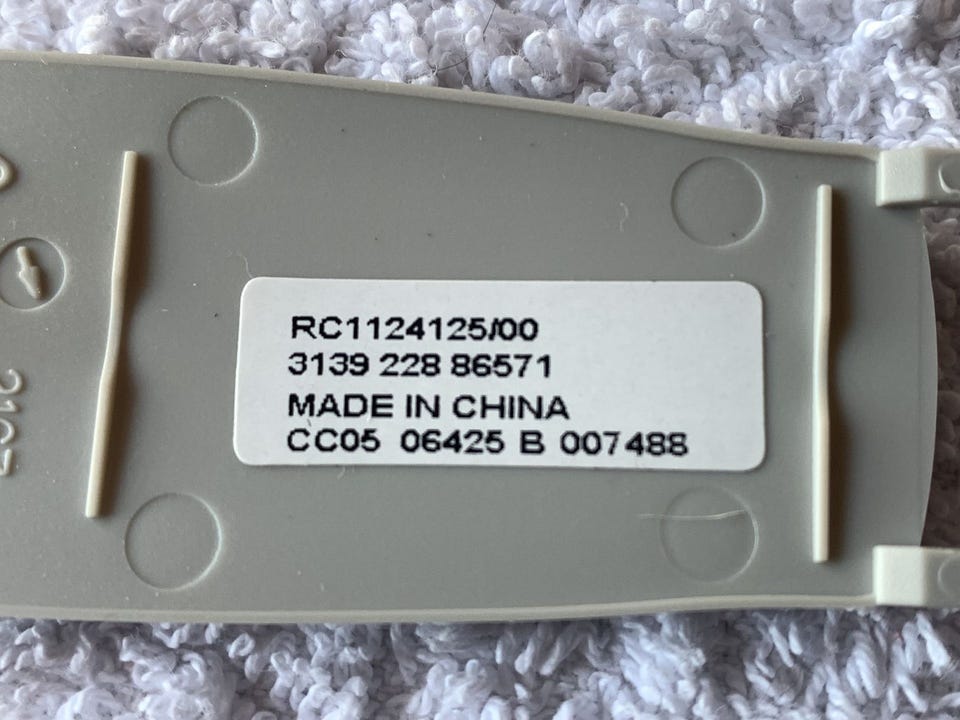 RC1124125/00
3139 228 86571
MADE IN CHINA
CC05 06425 B 007488